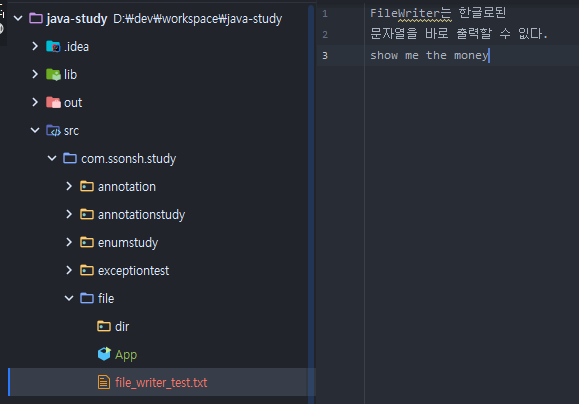 java-study D:₩dev₩workspace₩java-study
.idea
lib
out
src
com.ssonsh.study
annotation
annotationstudy
enumstudy
exceptiontest
file
dir
App
file_writer_test.txt
1 FileWriter는 한글로된
2 문자열을 바로 출력할 수 없다.
3 show me the money